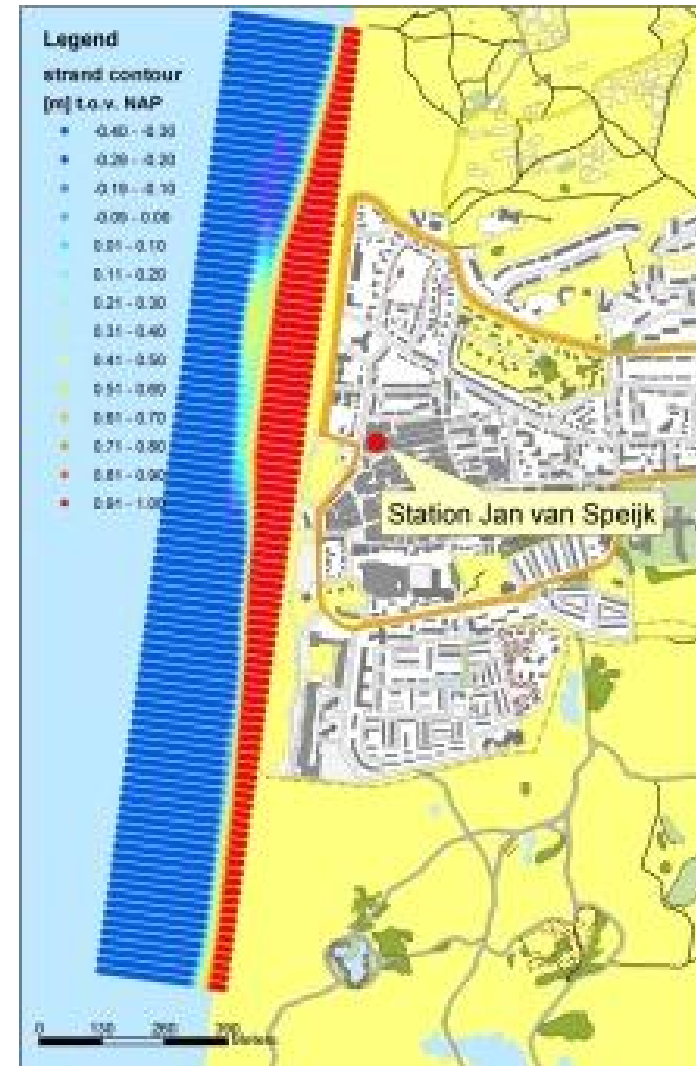 Legend
strand contour
[m] t.o.v. NAP
-0.40 - -0.30
-0.29 - -0.20
-0.19 - -0.10
-0.09 - 0.00
0.01 - 0.10
0.11 - 0.20
0.21 - 0.30
0.31 - 0.40
0.41 - 0.50
0.51 - 0.60
0.61 - 0.70
0.71 - 0.80
0.81 - 0.90
0.91 - 1.00
Station Jan van Speijk
0